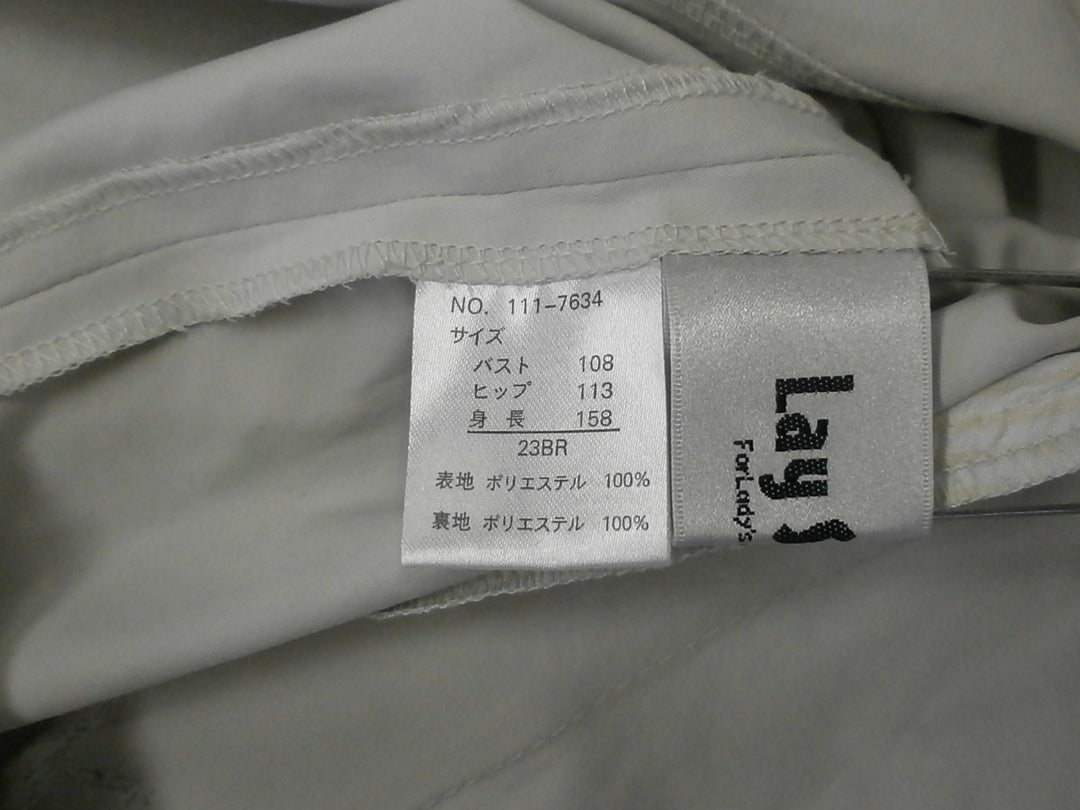 NO. 111-7634
サイズ
バスト 108
ヒップ 113
身長 158
23BR
表地 ポリエステル 100%
裏地 ポリエステル 100%
Lay
ForLady's